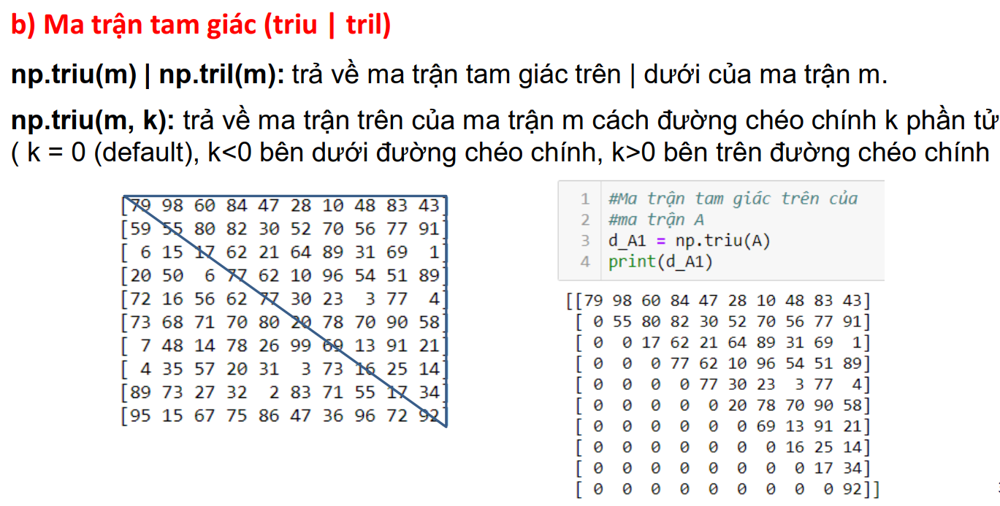 b) Ma trận tam giác (triu | tril)
np.triu(m) | np.tril(m): trả về ma trận tam giác trên | dưới của ma trận m.
np.triu(m, k): trả về ma trận trên của ma trận m cách đường chéo chính k phần tử
( k = 0 (default), k<0 bên dưới đường chéo chính, k>0 bên trên đường chéo chính
[79 98 60 84 47 28 10 48 83 43]
[59 55 80 82 30 52 70 56 77 91]
[ 6 15 17 62 21 64 89 31 69  1]
[20 50  6 77 62 10 96 54 51 89]
[72 16 56 62 77 30 23  3 77  4]
[73 68 71 70 80 20 78 70 90 58]
[ 7 48 14 78 26 99 69 13 91 21]
[ 4 35 57 20 31  3 73 16 25 14]
[89 73 27 32  2 83 71 55 17 34]
[95 15 67 75 86 47 36 96 72 92]
1 #Ma trận tam giác trên của
2 #ma trận A
3 d_A1 = np.triu(A)
4 print(d_A1)
[[79 98 60 84 47 28 10 48 83 43]
[ 0 55 80 82 30 52 70 56 77 91]
[ 0  0 17 62 21 64 89 31 69  1]
[ 0  0  0 77 62 10 96 54 51 89]
[ 0  0  0  0 77 30 23  3 77  4]
[ 0  0  0  0  0 20 78 70 90 58]
[ 0  0  0  0  0  0 69 13 91 21]
[ 0  0  0  0  0  0  0 16 25 14]
[ 0  0  0  0  0  0  0  0 17 34]
[ 0  0  0  0  0  0  0  0  0 92]]